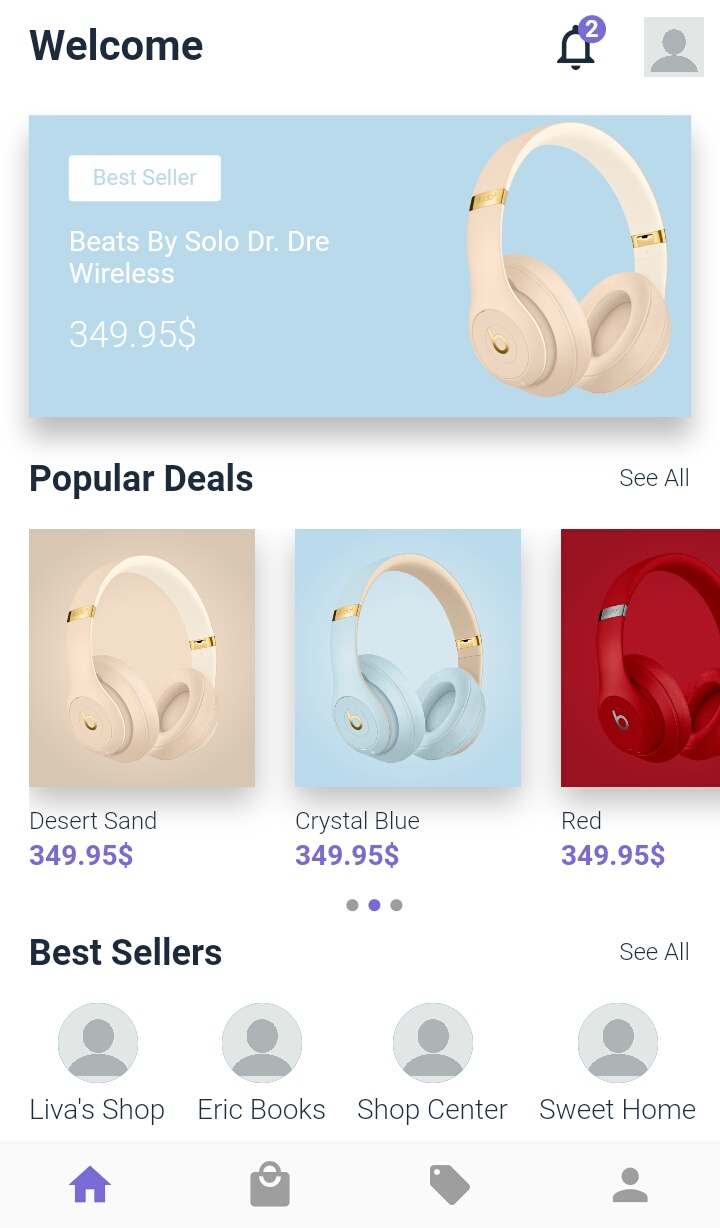 Welcome
2
Best Seller
Beats By Solo Dr. Dre
Wireless
349.95$
Popular Deals
See All
Desert Sand
Crystal Blue
Red
349.95$
349.95$
349.95$
Best Sellers
See All
Liva's Shop
Eric Books
Shop Center
Sweet Home